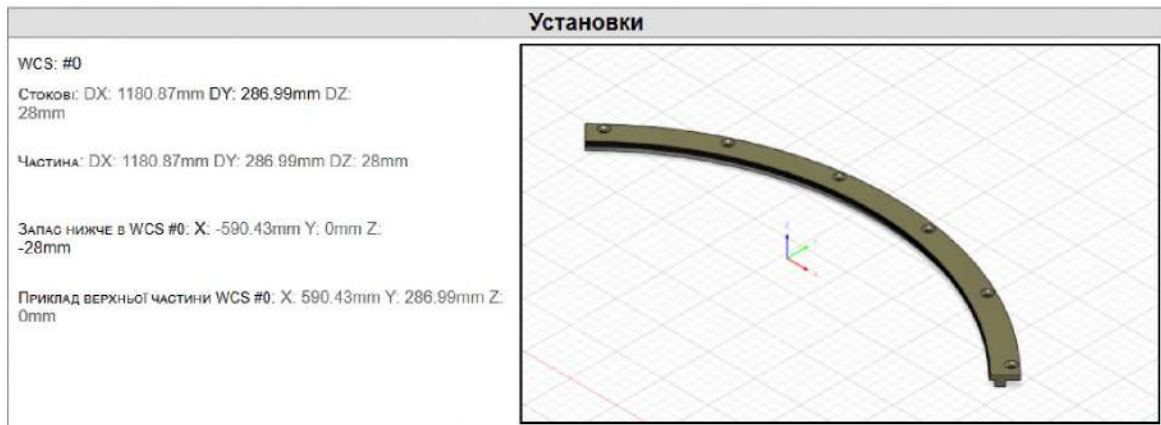 Установки
WCS: #0
Стокові: DX: 1180.87mm DY: 286.99mm DZ:
28mm
Частина: DX: 1180.87mm DY: 286.99mm DZ: 28mm
Запас нижче в WCS #0: X: -590.43mm Y: 0mm Z:
-28mm
Приклад верхньої частини WCS #0: X: 590.43mm Y: 286.99mm Z:
0mm